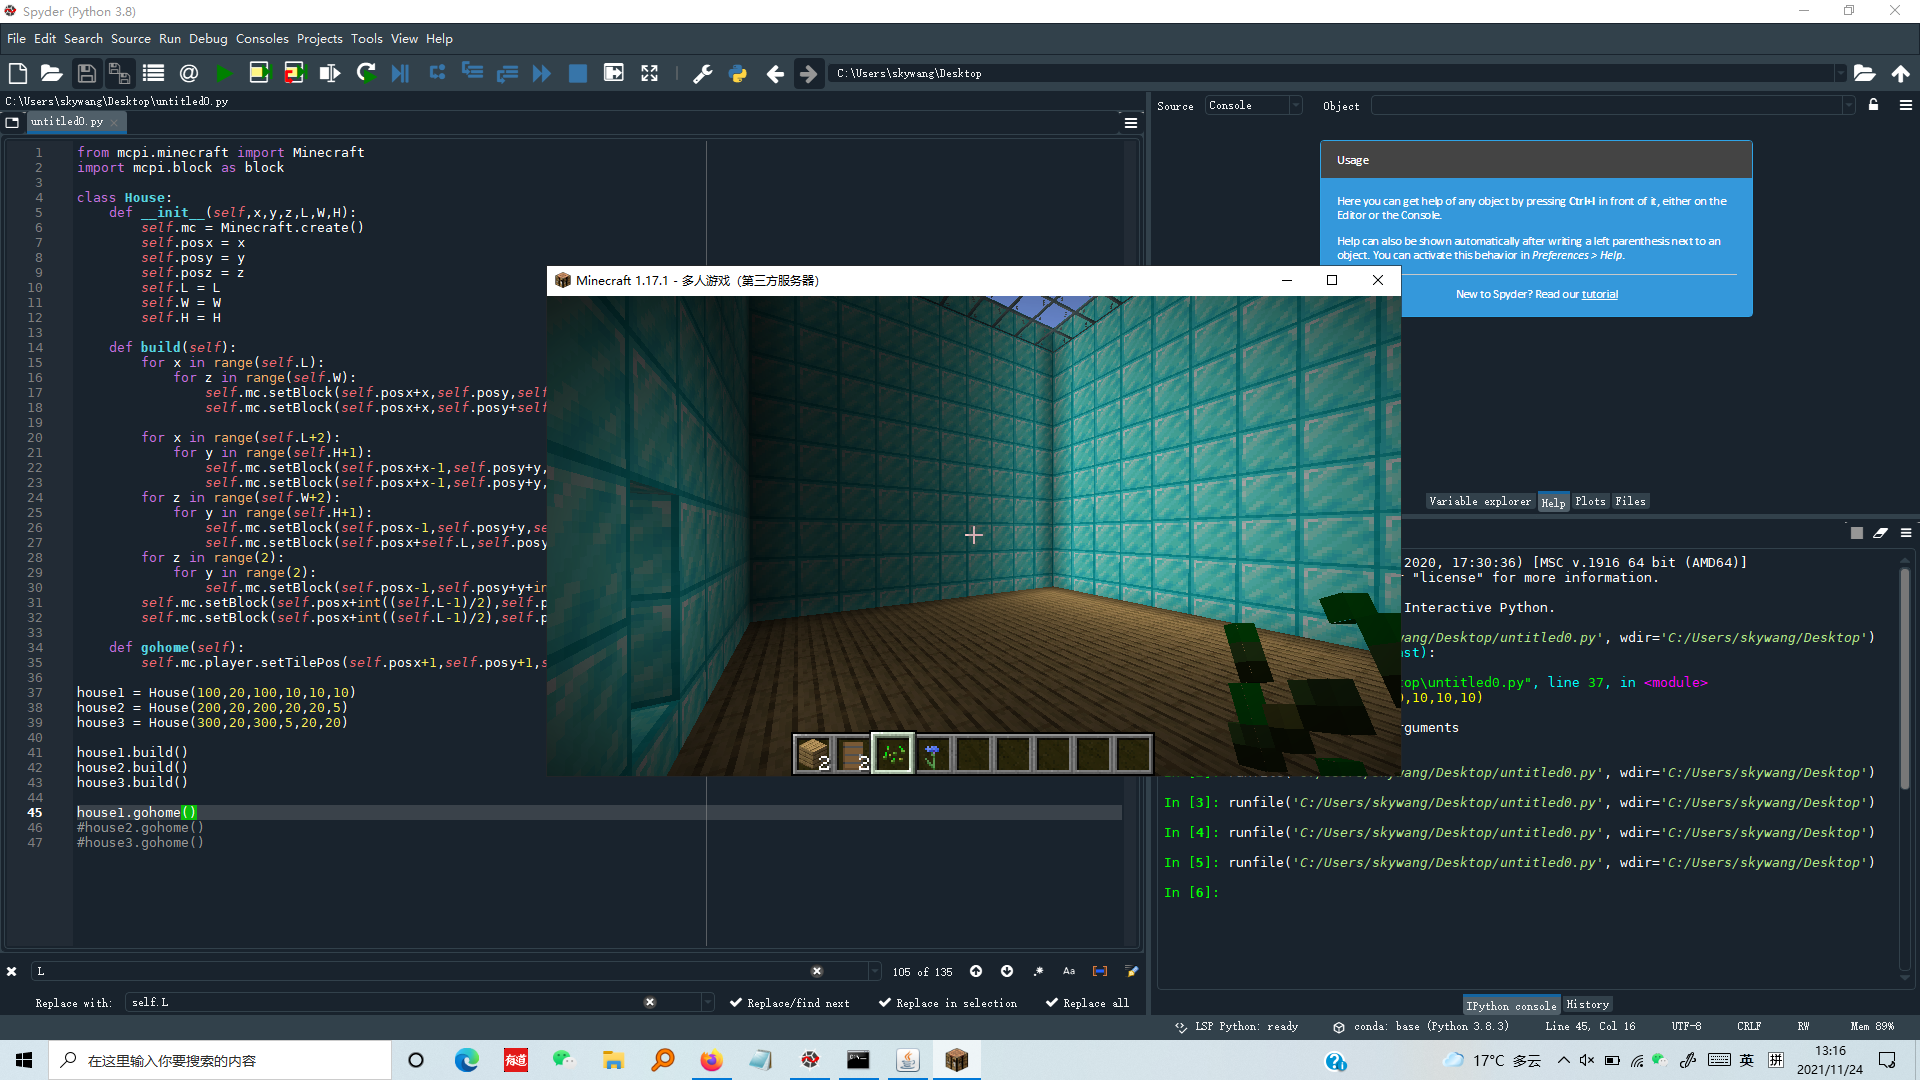 Spyder (Python 3.8)
File Edit Search Source Run Debug Consoles Projects Tools View Help
C:\Users\skywang\Desktop
C:\Users\skywang\Desktop\untitled0.py
untitled0.py
1 from mcpi.minecraft import Minecraft
2 import mcpi.block as block
3
4 class House:
5 def __init__(self,x,y,z,L,W,H):
6 self.mc = Minecraft.create()
7 self.posx = x
8 self.posy = y
9 self.posz = z
10 self.L = L
11 self.W = W
12 self.H = H
13
14 def build(self):
15 for x in range(self.L):
16 for z in range(self.W):
17 self.mc.setBlock(self.posx+x,self.posy,self
18 self.mc.setBlock(self.posx+x,self.posy+self
19
20 for x in range(self.L+2):
21 for y in range(self.H+1):
22 self.mc.setBlock(self.posx+x-1,self.posy+y,
23 self.mc.setBlock(self.posx+x-1,self.posy+y,
24 for z in range(self.W+2):
25 for y in range(self.H+1):
26 self.mc.setBlock(self.posx-1,self.posy+y,se
27 self.mc.setBlock(self.posx+self.L,self.posy
28 for z in range(2):
29 for y in range(2):
30 self.mc.setBlock(self.posx-1,self.posy+y+in
31 self.mc.setBlock(self.posx+int((self.L-1)/2),self.p
32 self.mc.setBlock(self.posx+int((self.L-1)/2),self.p
33
34 def gohome(self):
35 self.mc.player.setTilePos(self.posx+1,self.posy+1,s
36
37 house1 = House(100,20,100,10,10,10)
38 house2 = House(200,20,200,20,20,5)
39 house3 = House(300,20,300,5,20,20)
40
41 house1.build()
42 house2.build()
43 house3.build()
44
45 house1.gohome()
46 #house2.gohome()
47 #house3.gohome()
Minecraft 1.17.1 - 多人游戏（第三方服务器）
2 2
L
105 of 135
Aa
Replace with: self.L
Replace/find next Replace in selection Replace all
Source Console Object
Usage
Here you can get help of any object by pressing Ctrl+I in front of it, either on the
Editor or the Console.
Help can also be shown automatically after writing a left parenthesis next to an
object. You can activate this behavior in Preferences > Help.
New to Spyder? Read our tutorial
Variable explorer Help Plots Files
2020, 17:30:36) [MSC v.1916 64 bit (AMD64)]
"license" for more information.
Interactive Python.
ang/Desktop/untitled0.py', wdir='C:/Users/skywang/Desktop')
st):
op\untitled0.py", line 37, in <module>
,10,10,10)
guments
ang/Desktop/untitled0.py', wdir='C:/Users/skywang/Desktop')
In [3]: runfile('C:/Users/skywang/Desktop/untitled0.py', wdir='C:/Users/skywang/Desktop')
In [4]: runfile('C:/Users/skywang/Desktop/untitled0.py', wdir='C:/Users/skywang/Desktop')
In [5]: runfile('C:/Users/skywang/Desktop/untitled0.py', wdir='C:/Users/skywang/Desktop')
In [6]:
IPython console History
LSP Python: ready conda: base (Python 3.8.3) Line 45, Col 16 UTF-8 CRLF RW Mem 89%
在这里输入你要搜索的内容
有道
17°C 多云
英
拼
13:16
2021/11/24